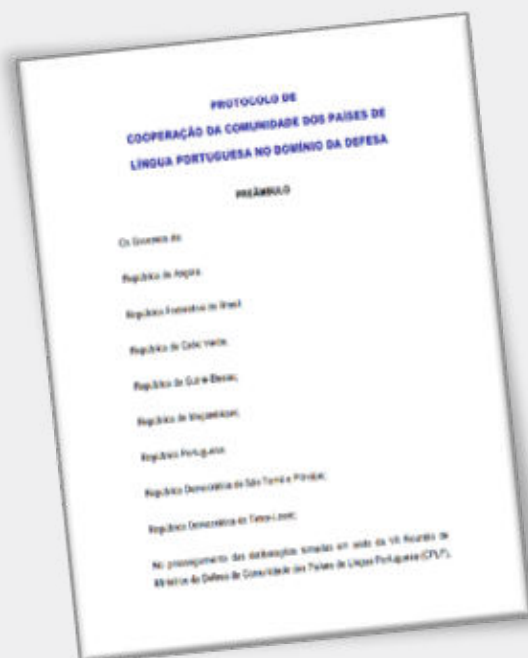 PROTOCOLO DE
COOPERAÇÃO DA COMUNIDADE DOS PAÍSES DE
LÍNGUA PORTUGUESA NO DOMÍNIO DA DEFESA
PREÂMBULO
Os Governos da:
República de Angola
República Federativa do Brasil
República de Cabo Verde
República da Guiné-Bissau;
República de Moçambique;
República Portuguesa
República Democrática de São Tomé e Príncipe;
República Democrática de Timor-Leste;
No prosseguimento das deliberações tomadas em sede da VII Reunião de
Ministros da Defesa da Comunidade dos Países de Língua Portuguesa (CPLP),